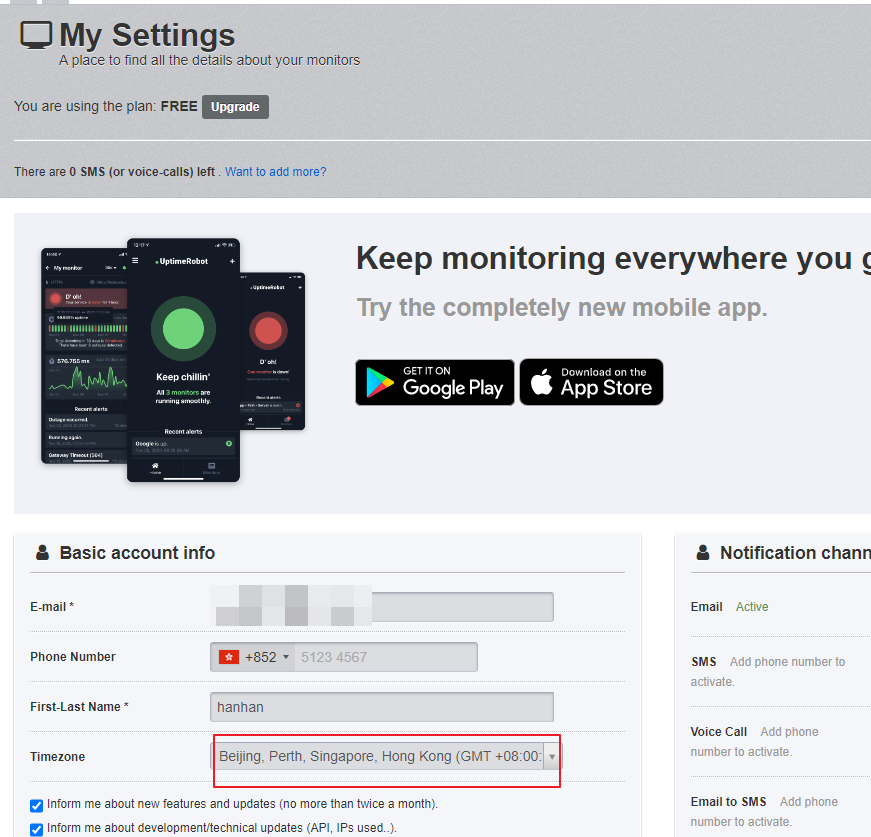 My Settings
A place to find all the details about your monitors
You are using the plan: FREE Upgrade
There are 0 SMS (or voice-calls) left . Want to add more?
Keep monitoring everywhere you g
Try the completely new mobile app.
GET IT ON
Google Play
Download on the
App Store
My monitor
D' oh!
576.755 ms
Recent alerts
Outage occurred.
Running again.
Gateway Timeout (504)
UptimeRobot
Keep chillin'
All 3 monitors are
running smoothly.
Recent alerts
Google is up.
UptimeRobot
D' oh!
One monitor is down!
Recent alerts
Basic account info
E-mail *
Phone Number +852 5123 4567
First-Last Name * hanhan
Timezone Beijing, Perth, Singapore, Hong Kong (GMT +08:00:
Inform me about new features and updates (no more than twice a month).
Inform me about development/technical updates (API, IPs used..).
Notification chann
Email Active
SMS Add phone number to
activate.
Voice Call Add phone
number to activate.
Email to SMS Add phone
number to activate.